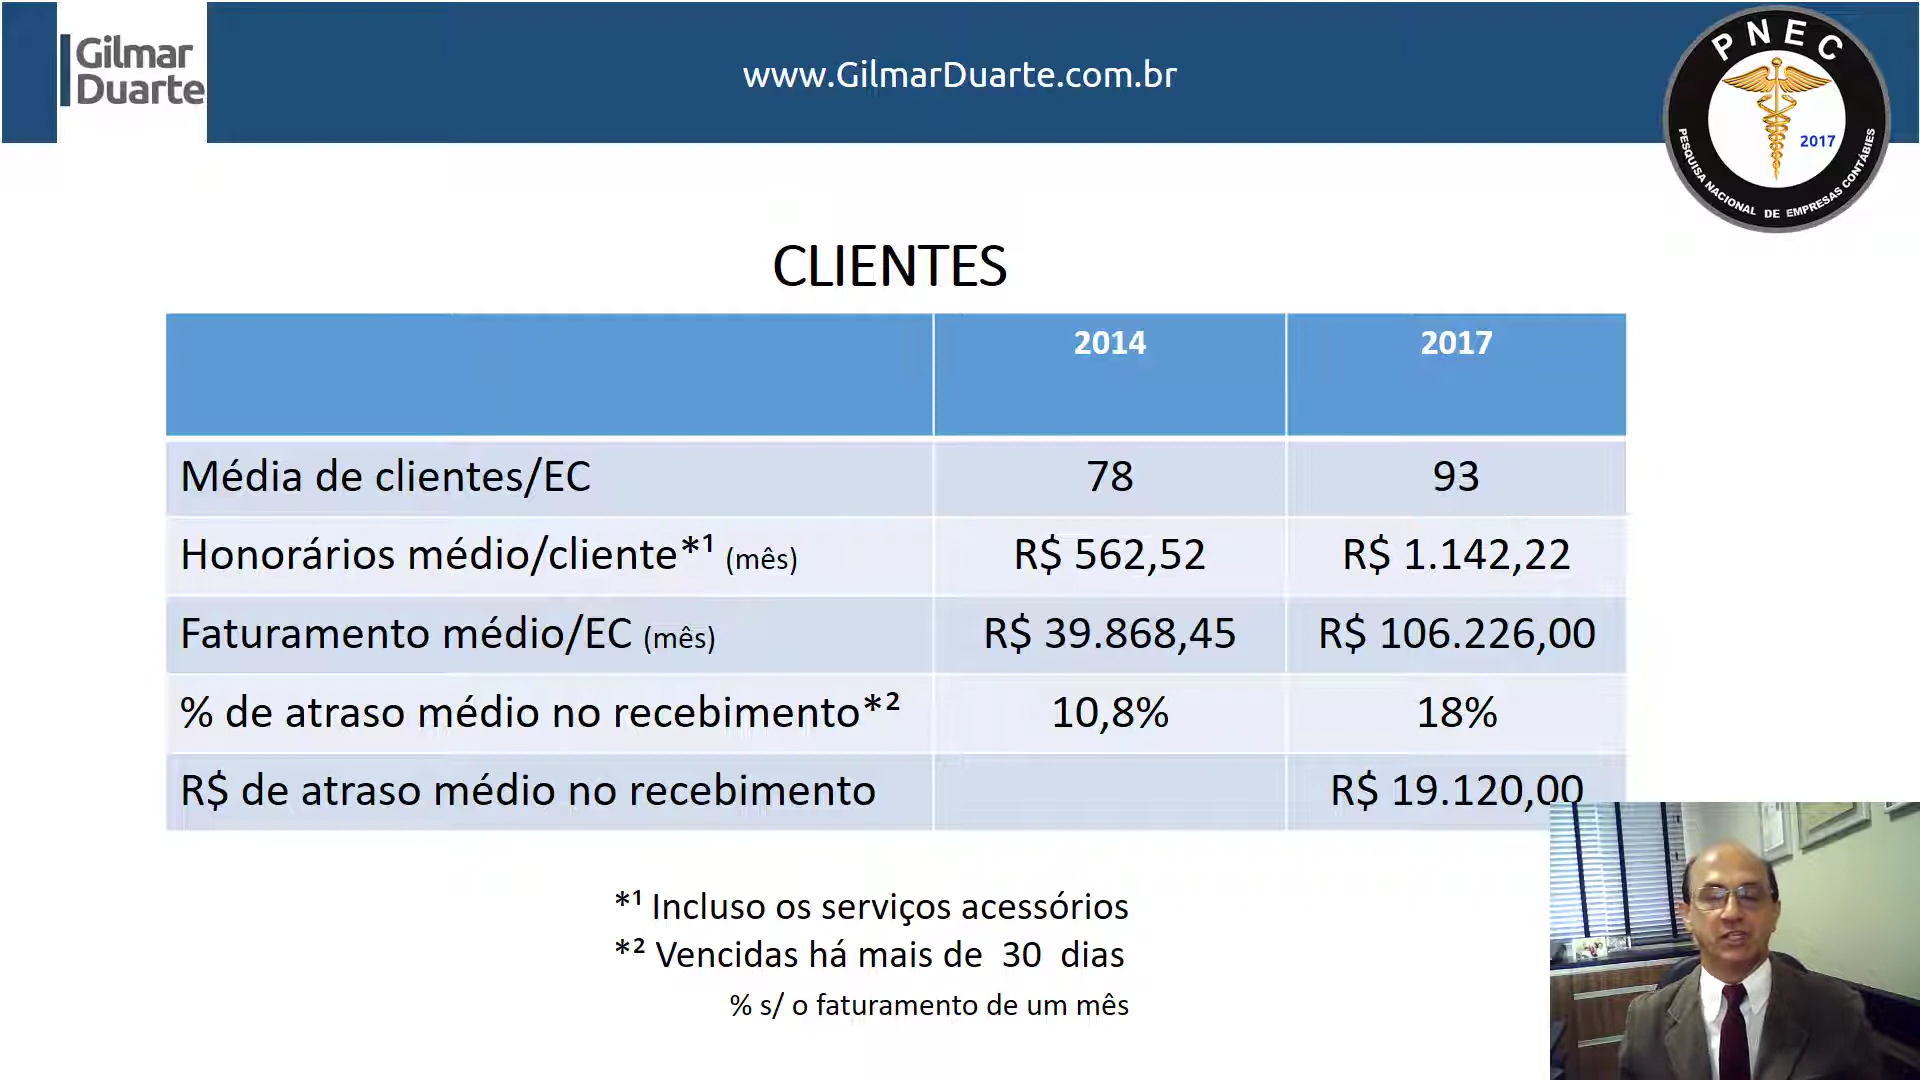 Gilmar
Duarte
www.GilmarDuarte.com.br
PNEC
2017
PESQUISA NACIONAL DE EMPRESAS CONTÁBIES
CLIENTES
2014 2017
Média de clientes/EC 78 93
Honorários médio/cliente*¹ (mês) R$ 562,52 R$ 1.142,22
Faturamento médio/EC (mês) R$ 39.868,45 R$ 106.226,00
% de atraso médio no recebimento*² 10,8% 18%
R$ de atraso médio no recebimento R$ 19.120,00
*¹ Incluso os serviços acessórios
*² Vencidas há mais de 30 dias
% s/ o faturamento de um mês